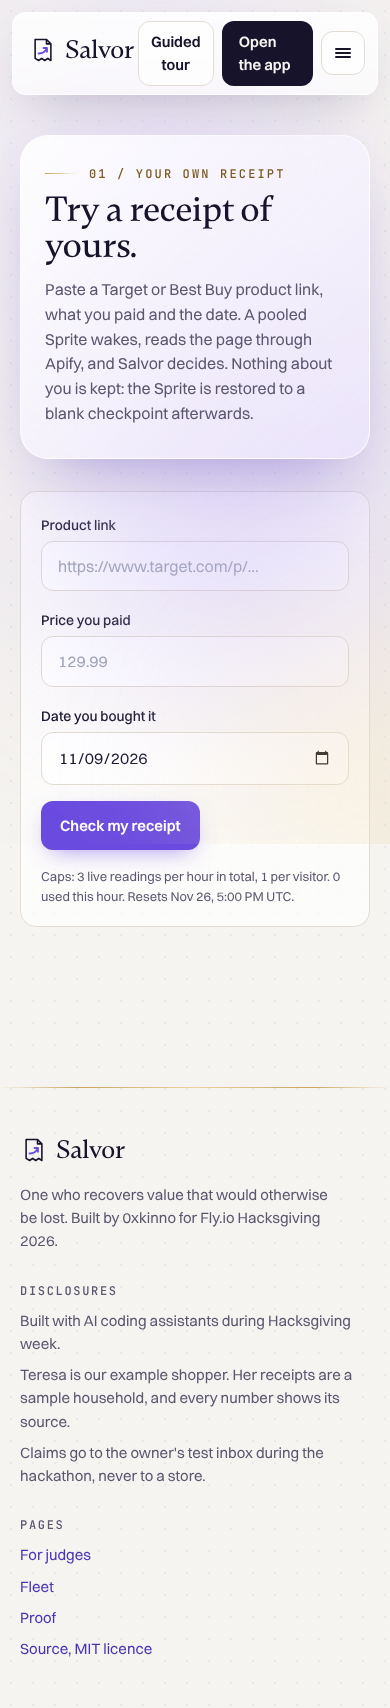 Salvor
Guided
tour
Open
the app
01 / YOUR OWN RECEIPT
Try a receipt of
yours.
Paste a Target or Best Buy product link,
what you paid and the date. A pooled
Sprite wakes, reads the page through
Apify, and Salvor decides. Nothing about
you is kept: the Sprite is restored to a
blank checkpoint afterwards.
Product link
https://www.target.com/p/...
Price you paid
129.99
Date you bought it
11/09/2026
Check my receipt
Caps: 3 live readings per hour in total, 1 per visitor. 0
used this hour. Resets Nov 26, 5:00 PM UTC.
Salvor
One who recovers value that would otherwise
be lost. Built by 0xkinno for Fly.io Hacksgiving
2026.
DISCLOSURES
Built with AI coding assistants during Hacksgiving
week.
Teresa is our example shopper. Her receipts are a
sample household, and every number shows its
source.
Claims go to the owner's test inbox during the
hackathon, never to a store.
PAGES
For judges
Fleet
Proof
Source, MIT licence